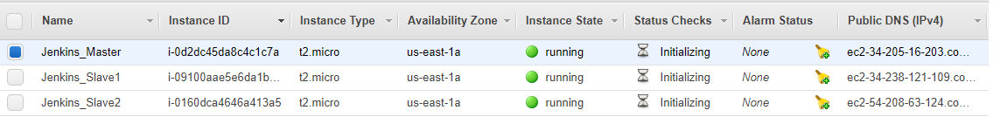 Name Instance ID Instance Type Availability Zone Instance State Status Checks Alarm Status Public DNS (IPv4)
Jenkins_Master i-0d2dc45da8c4c1c7a t2.micro us-east-1a running Initializing None ec2-34-205-16-203.co...
Jenkins_Slave1 i-09100aae5e6da1b... t2.micro us-east-1a running Initializing None ec2-34-238-121-109.co...
Jenkins_Slave2 i-0160dca4646a413a5 t2.micro us-east-1a running Initializing None ec2-54-208-63-124.co...